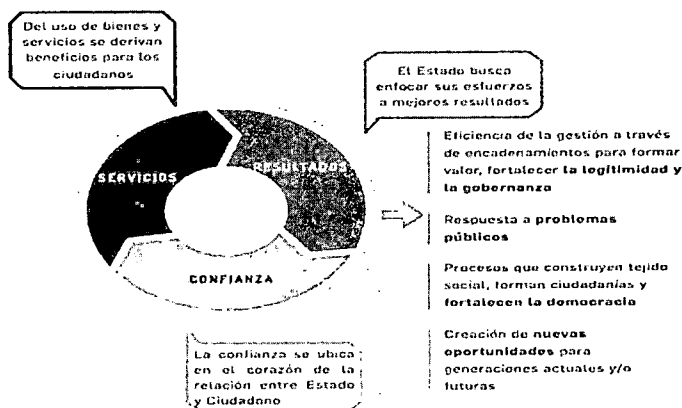 Del uso de bienes y
servicios se derivan
beneficios para los
ciudadanos
El Estado busca
enfocar sus esfuerzos
a mejores resultados
SERVICIOS
RESULTADOS
CONFIANZA
La confianza se ubica
en el corazón de la
relación entre Estado
y Ciudadano
Eficiencia de la gestión a través
de encadenamientos para formar
valor, fortalecer la legitimidad y
la gobernanza
Respuesta a problemas
públicos
Procesos que construyen tejido
social, forman ciudadanías y
fortalecen la democracia
Creación de nuevas
oportunidades para
generaciones actuales y/o
futuras